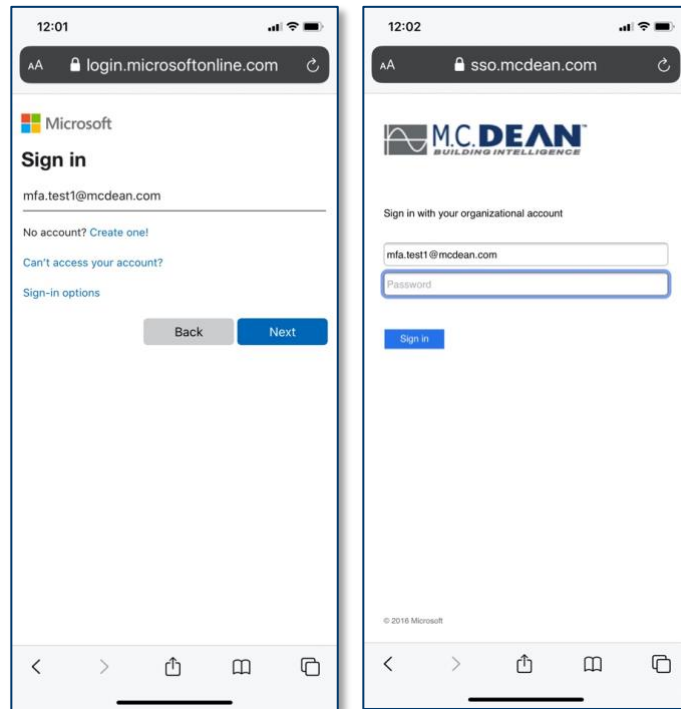 12:01
AA login.microsoftonline.com
Microsoft
Sign in
mfa.test1@mcdean.com
No account? Create one!
Can't access your account?
Sign-in options
Back Next
12:02
AA sso.mcdean.com
M.C. DEAN™
BUILDING INTELLIGENCE
Sign in with your organizational account
mfa.test1@mcdean.com
Password
Sign in
© 2016 Microsoft